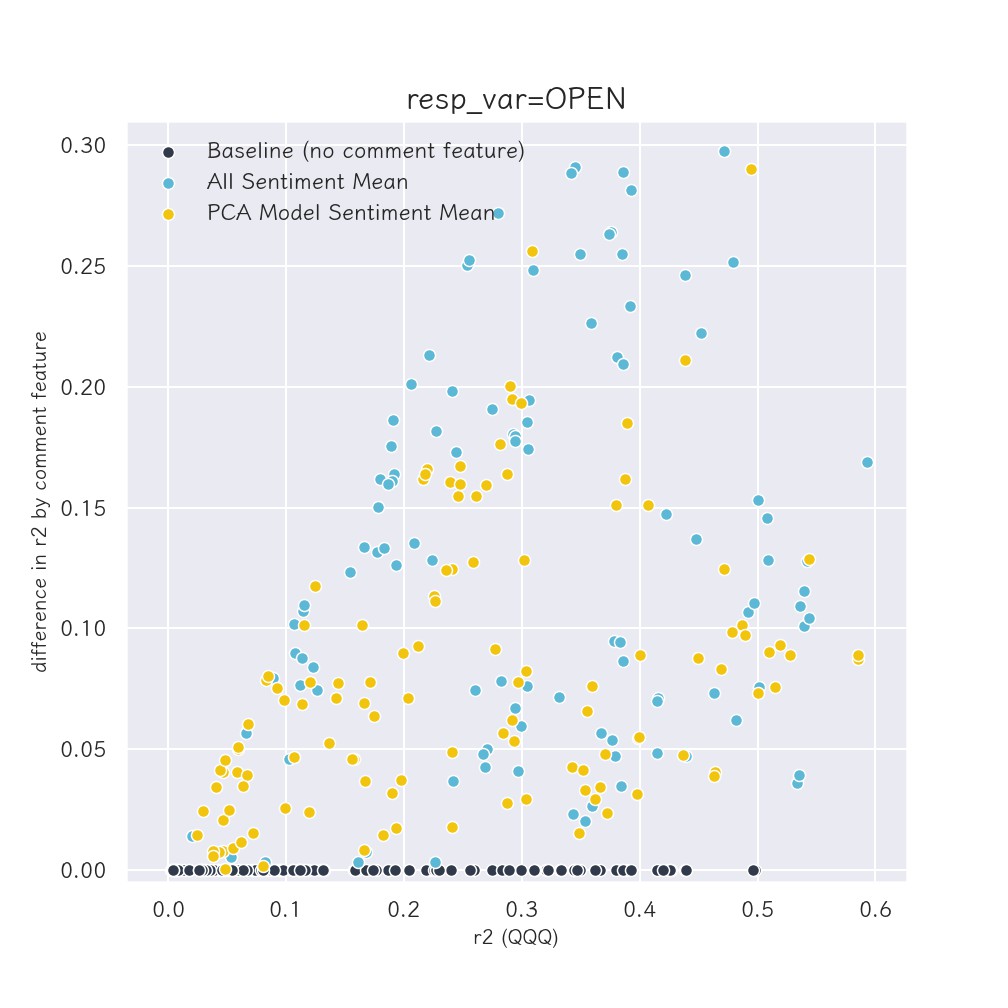 resp_var=OPEN
Baseline (no comment feature)
All Sentiment Mean
PCA Model Sentiment Mean
0.30
0.25
0.20
0.15
0.10
0.05
0.00
difference in r2 by comment feature
0.0 0.1 0.2 0.3 0.4 0.5 0.6
r2 (QQQ)